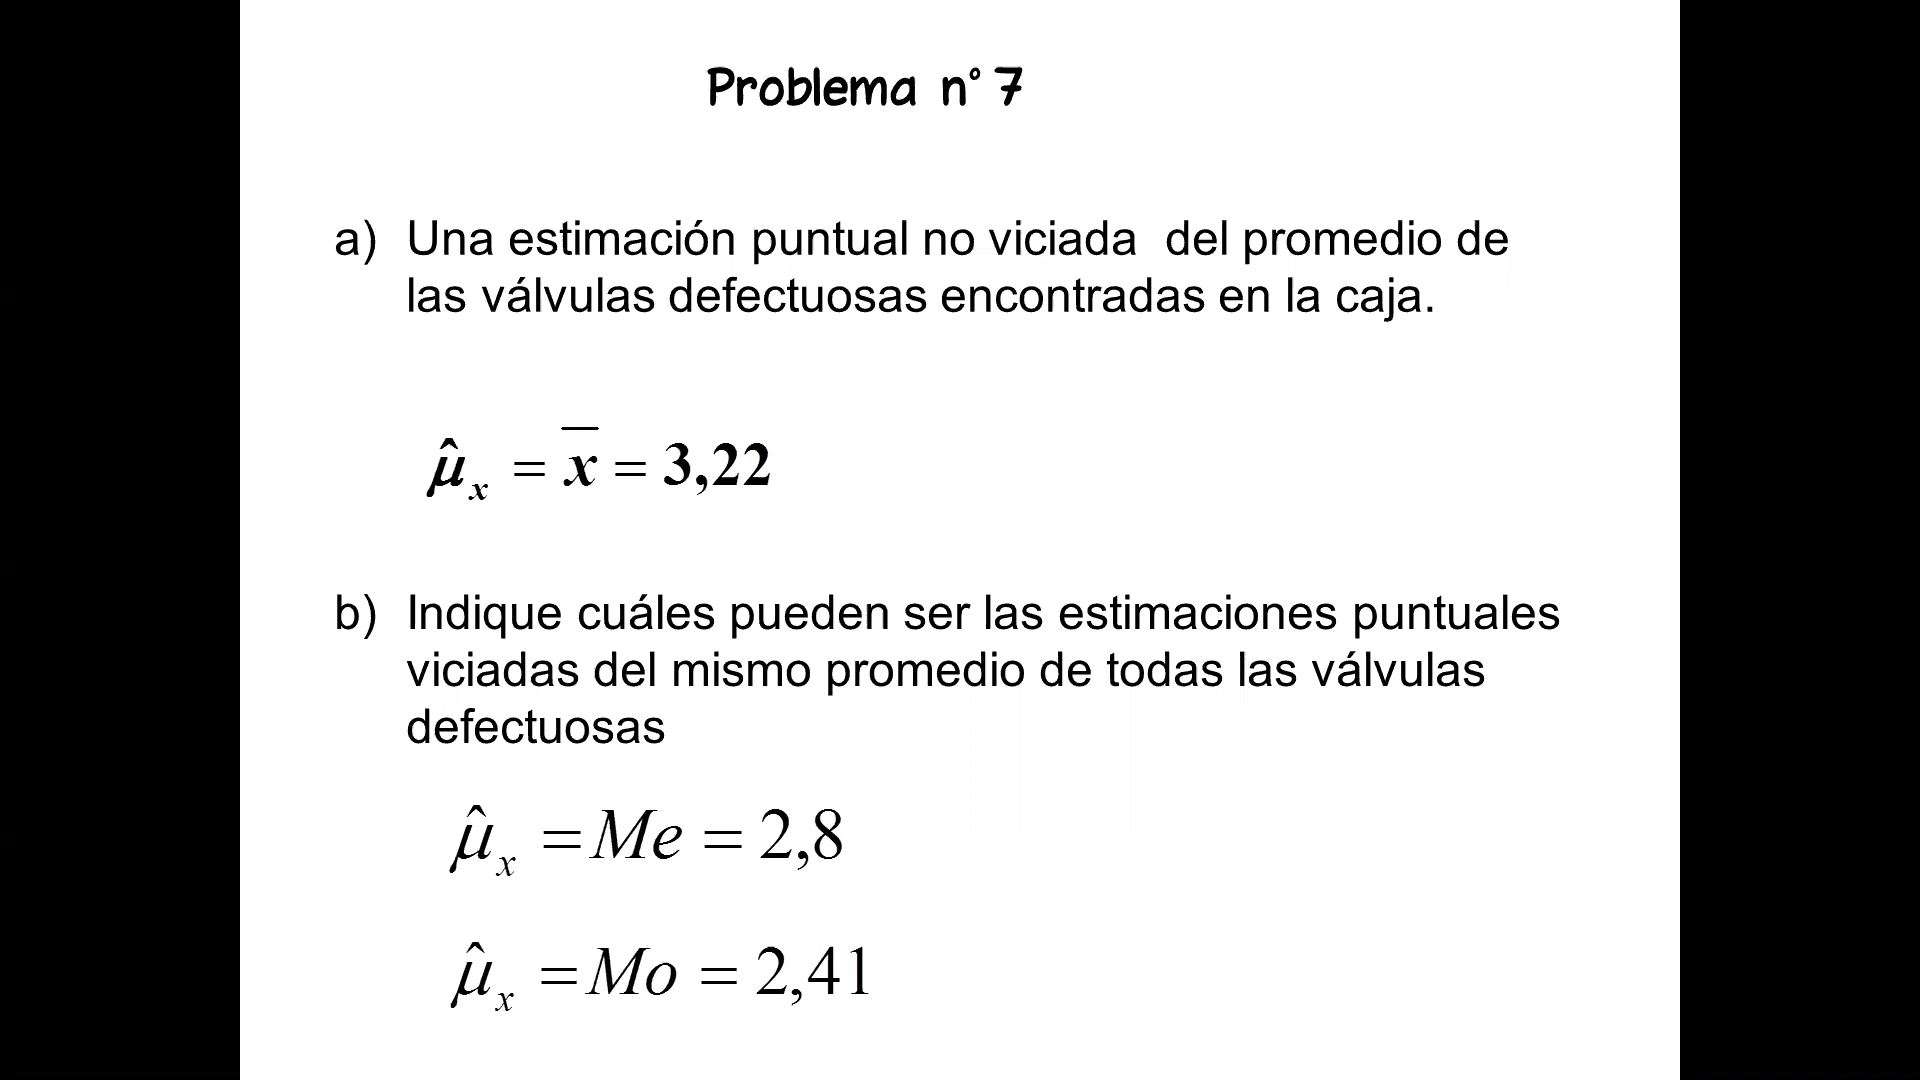 Problema n° 7
a) Una estimación puntual no viciada del promedio de
las válvulas defectuosas encontradas en la caja.
μ̂ₓ = x̅ = 3,22
b) Indique cuáles pueden ser las estimaciones puntuales
viciadas del mismo promedio de todas las válvulas
defectuosas
μ̂ₓ = Me = 2,8
μ̂ₓ = Mo = 2,41